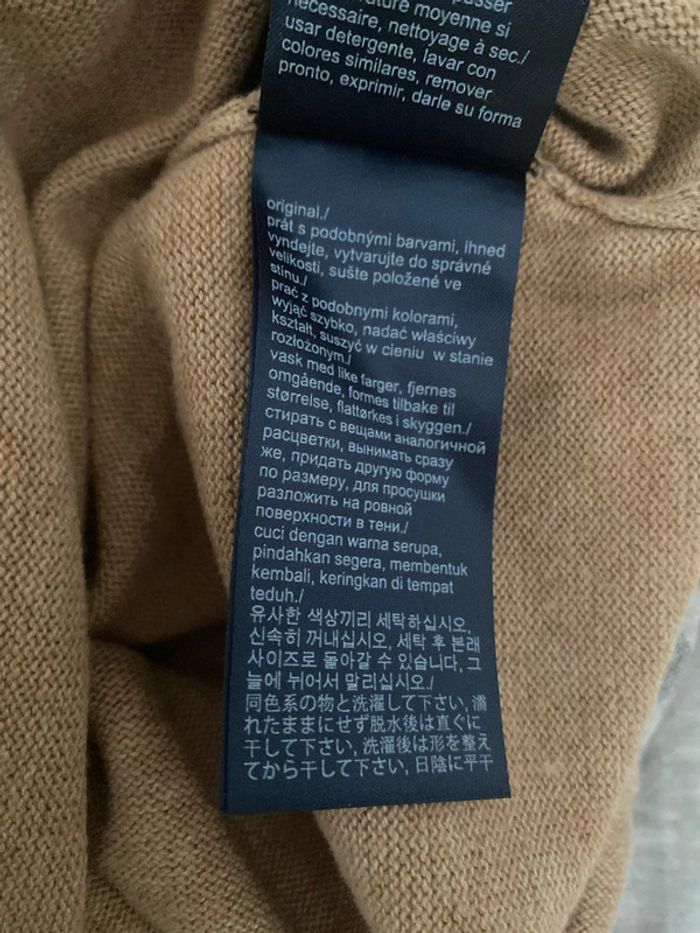 passer
température moyenne si
nécessaire, nettoyage à sec./
usar detergente, lavar con
colores similares, remover
pronto, exprimir, darle su forma
original./
prát s podobnými barvami, ihned
vyndejte, vytvarujte do správné
velikosti, sušte položené ve
stínu./
prać z podobnymi kolorami,
wyjąć szybko, nadać właściwy
kształt, suszyć w cieniu w stanie
rozłożonym./
vask med like farger, fjernes
omgående, formes tilbake til
størrelse, flattørkes i skyggen./
стирать с вещами аналогичной
расцветки, вынимать сразу
же, придать другую форму
по размеру, для просушки
разложить на ровной
поверхности в тени./
cuci dengan warna serupa,
pindahkan segera, membentuk
kembali, keringkan di tempat
teduh./
유사한 색상끼리 세탁하십시오,
신속히 꺼내십시오, 세탁 후 본래
사이즈로 돌아갈 수 있습니다, 그
늘에 뉘어서 말리십시오./
同色系の物と洗濯して下さい, 濡
れたままにせず脱水後は直ぐに
干して下さい, 洗濯後は形を整え
てから干して下さい, 日陰に平干